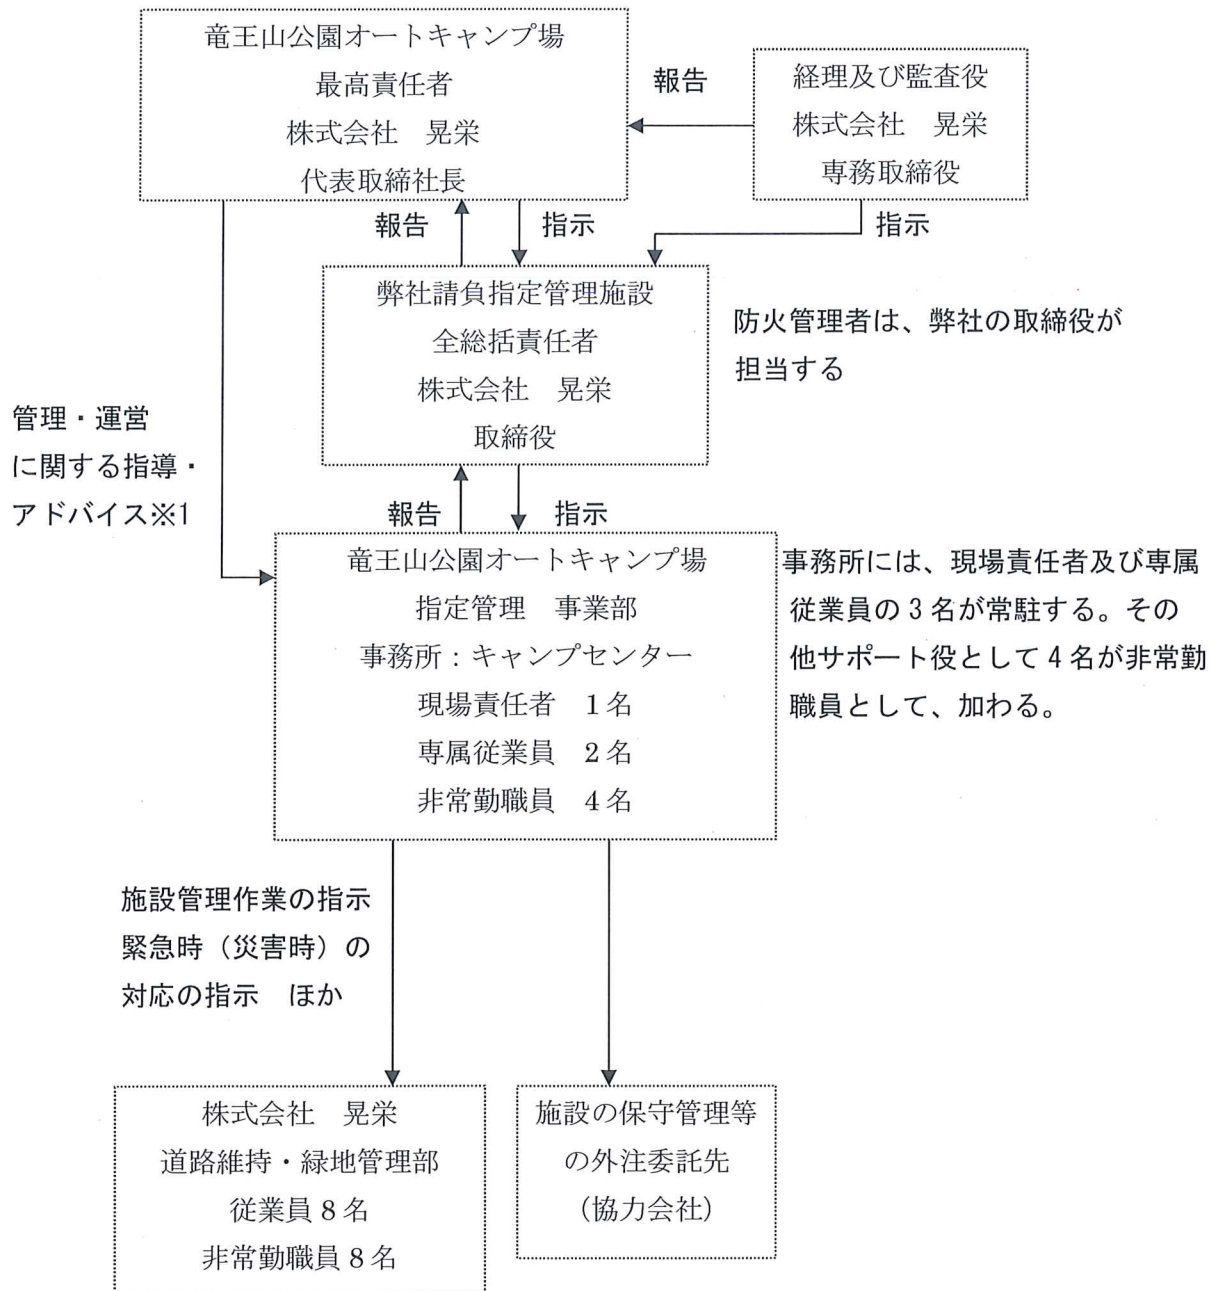 竜王山公園オートキャンプ場
最高責任者
株式会社　晃栄
代表取締社長
報告
経理及び監査役
株式会社　晃栄
専務取締役
報告
指示
指示
弊社請負指定管理施設
全総括責任者
株式会社　晃栄
取締役
防火管理者は、弊社の取締役が
担当する
管理・運営
に関する指導・
アドバイス※1
報告
指示
竜王山公園オートキャンプ場
指定管理　事業部
事務所：キャンプセンター
現場責任者　1名
専属従業員　2名
非常勤職員　4名
事務所には、現場責任者及び専属
従業員の3名が常駐する。その
他サポート役として4名が非常勤
職員として、加わる。
施設管理作業の指示
緊急時（災害時）の
対応の指示　ほか
株式会社　晃栄
道路維持・緑地管理部
従業員8名
非常勤職員8名
施設の保守管理等
の外注委託先
（協力会社）